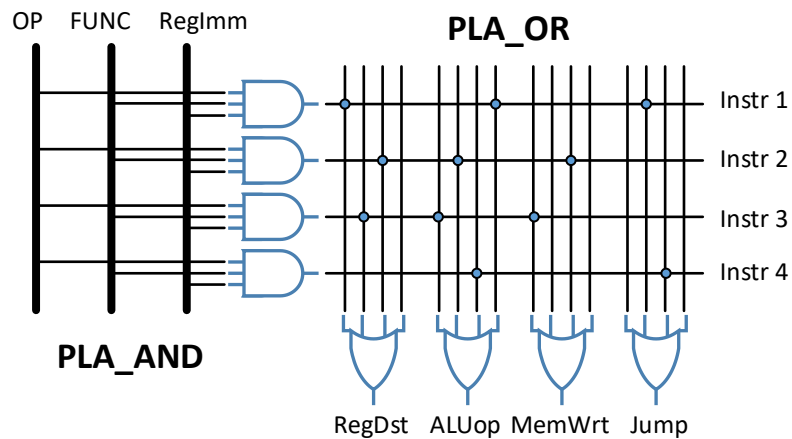 OP FUNC RegImm
PLA_OR
Instr 1
Instr 2
Instr 3
Instr 4
PLA_AND
RegDst ALUop MemWrt Jump